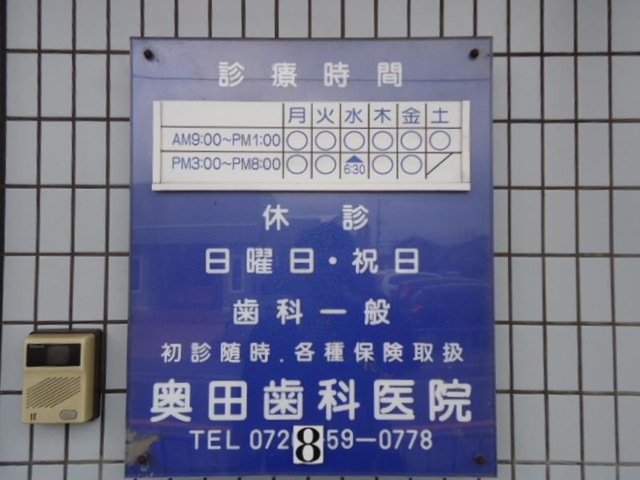 診療時間
月 火 水 木 金 土
AM9:00~PM1:00 ○ ○ ○ ○ ○ ○
PM3:00~PM8:00 ○ ○ ▲6:30 ○ ○ /
休診
日曜日・祝日
歯科一般
初診随時.各種保険取扱
奥田歯科医院
TEL 072 859-0778